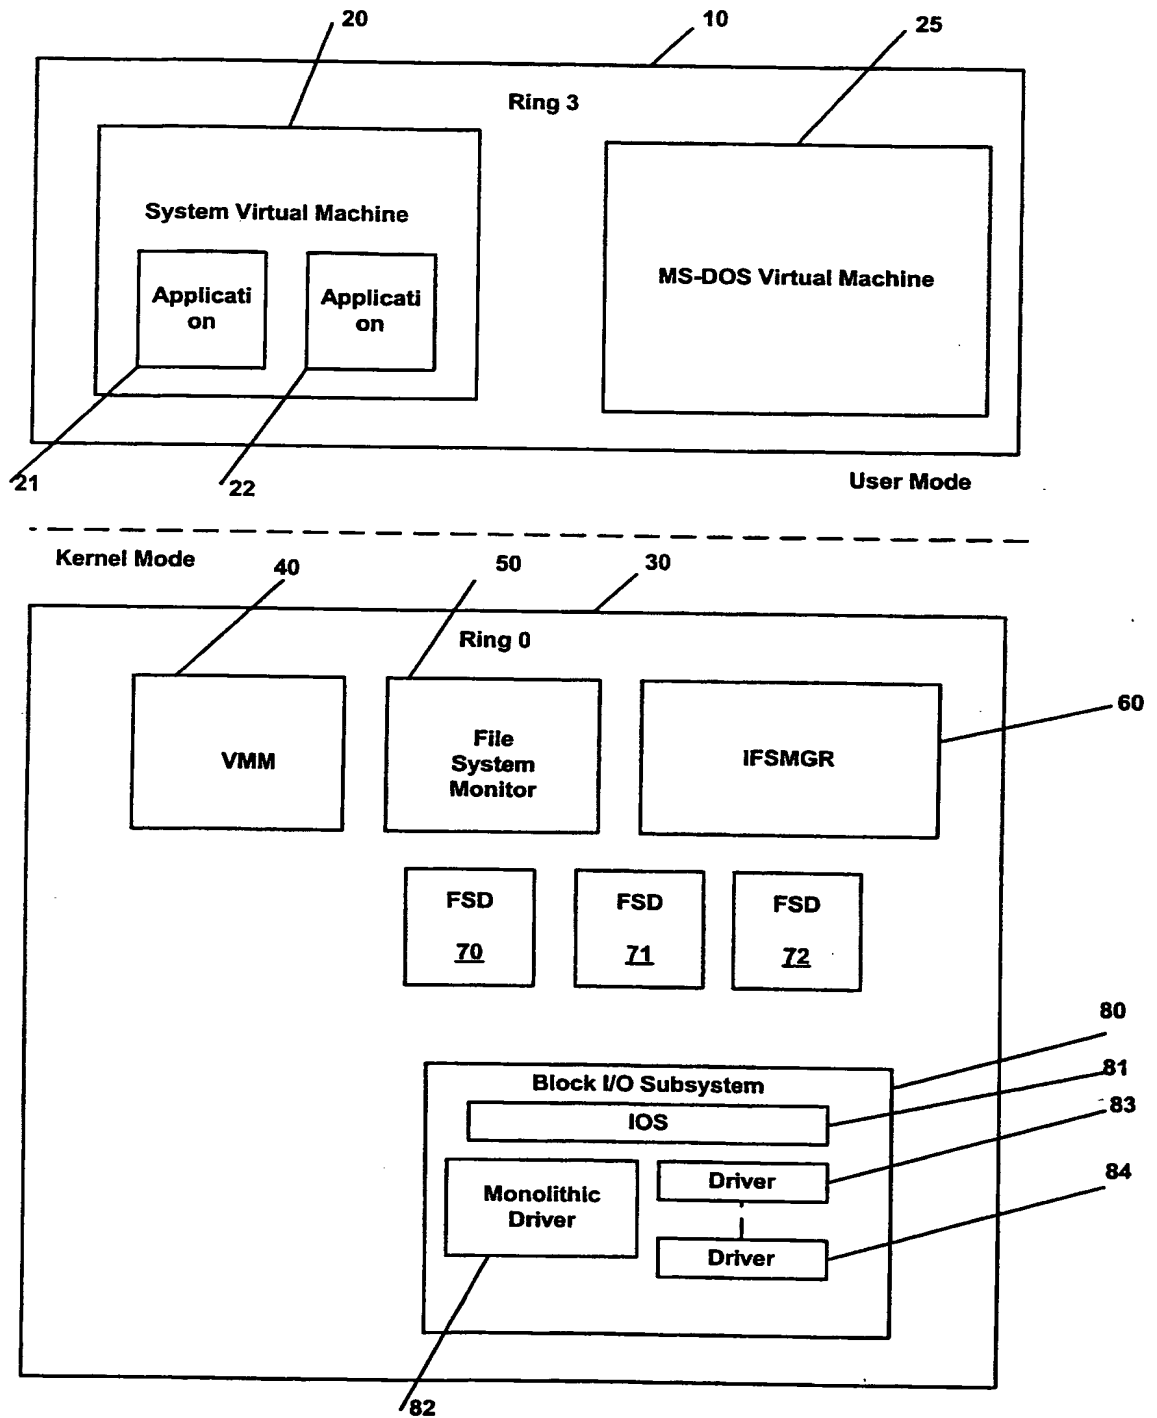 20
10
25
Ring 3
System Virtual Machine
Applicati
on
Applicati
on
MS-DOS Virtual Machine
21
22
User Mode
Kernel Mode
40
50
30
Ring 0
VMM
File
System
Monitor
IFSMGR
60
FSD
70
FSD
71
FSD
72
80
Block I/O Subsystem
81
IOS
83
Monolithic
Driver
Driver
84
Driver
82